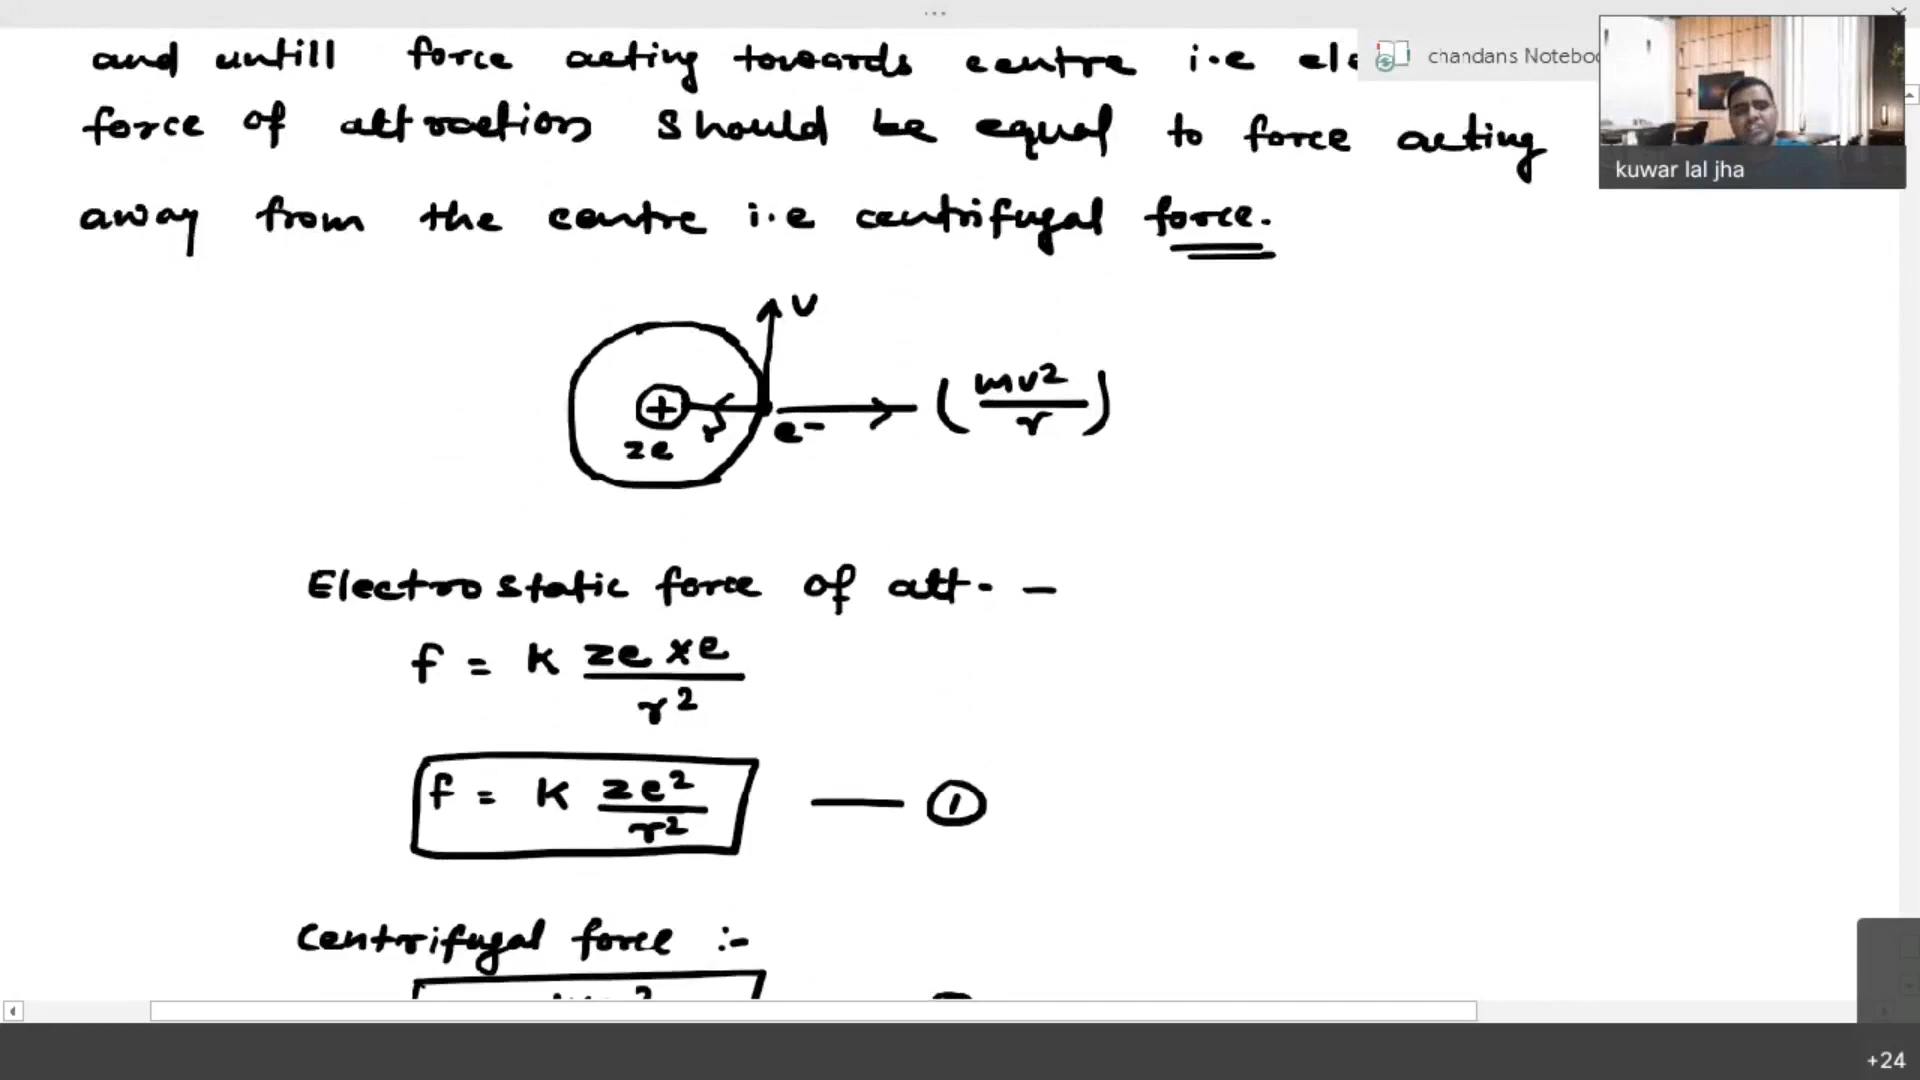 and untill force acting towards centre i.e ele
chandans Noteboo
force of attraction should be equal to force acting
kuwar lal jha
away from the centre i.e centrifugal force.
v
(mv²/r)
+
r
e-
ze
Electrostatic force of att. -
f = k ze x e / r²
f = k ze²/r² — ①
Centrifugal force :-
+24